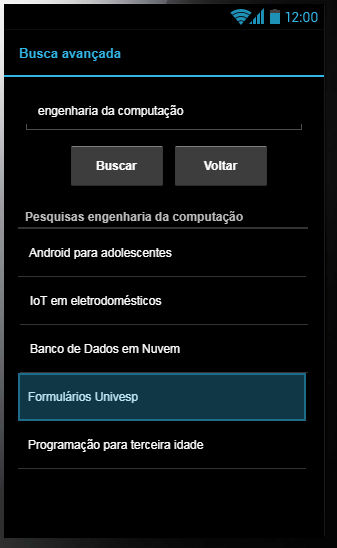 12:00
Busca avançada
engenharia da computação
Buscar Voltar
Pesquisas engenharia da computação
Android para adolescentes
IoT em eletrodomésticos
Banco de Dados em Nuvem
Formulários Univesp
Programação para terceira idade